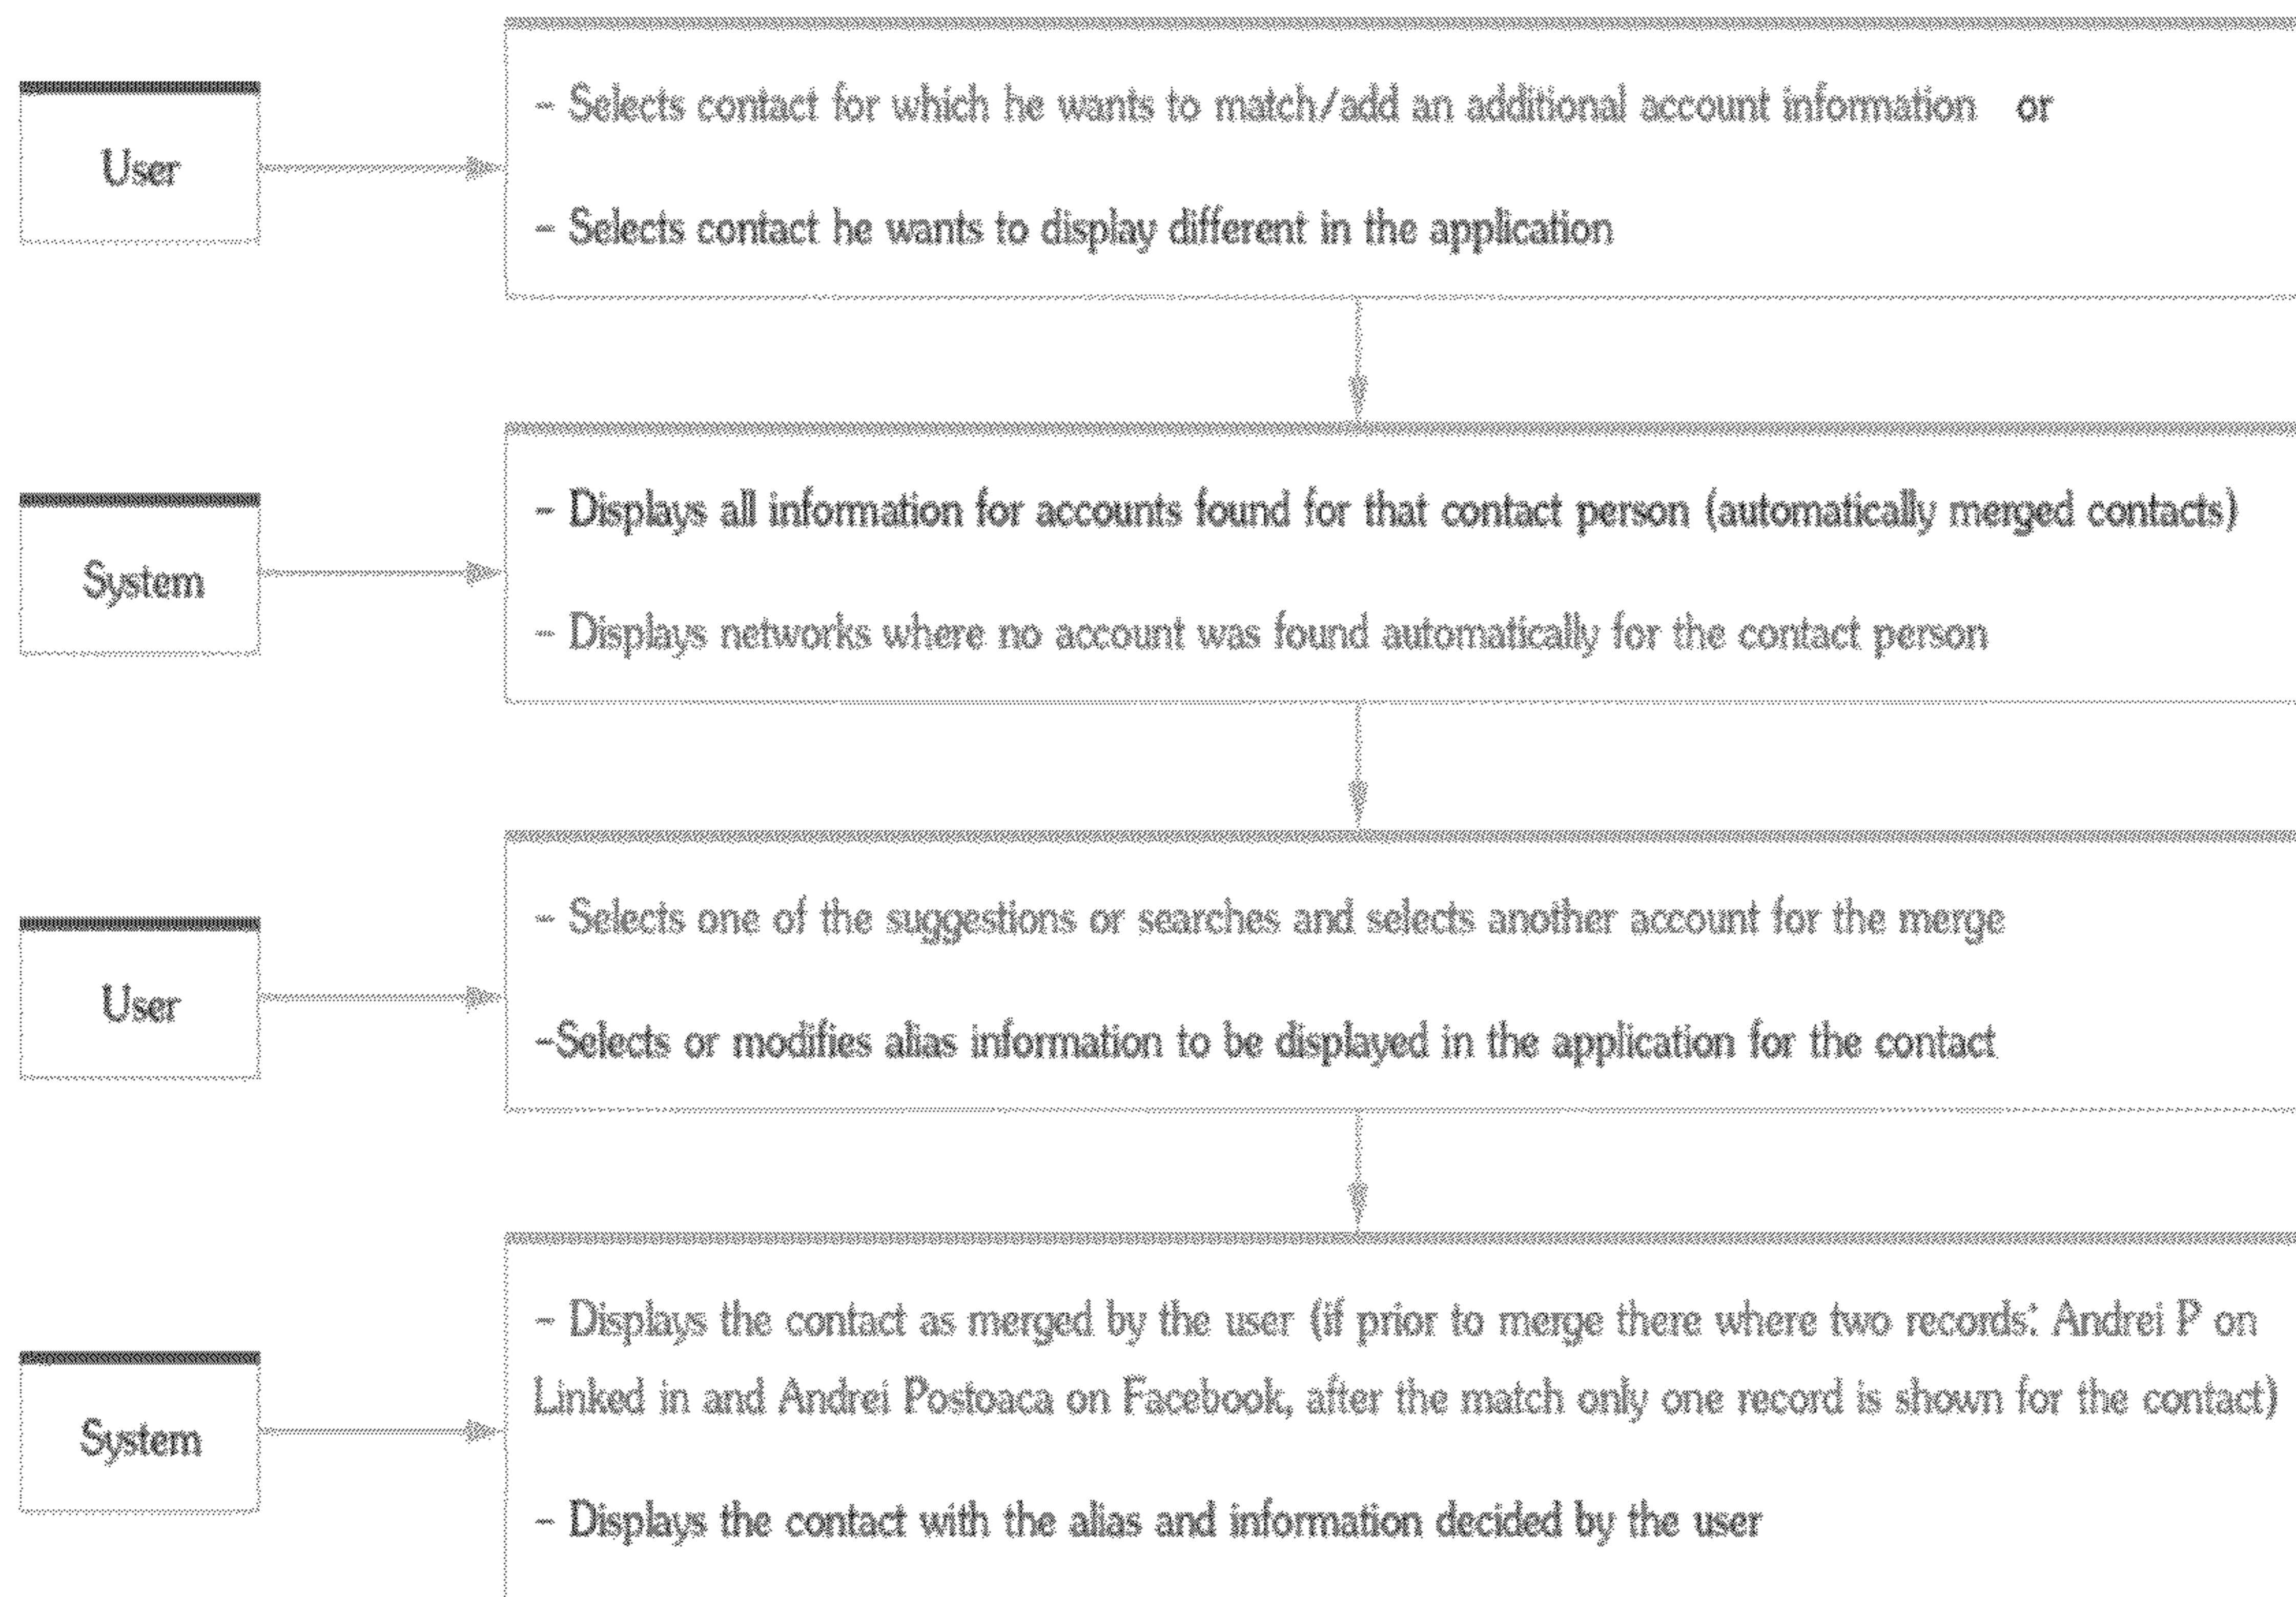 - Selects contact for which he wants to match/add an additional account information or
User
- Selects contact he wants to display different in the application
- Displays all information for accounts found for that contact person (automatically merged contacts)
System
- Displays networks where no account was found automatically for the contact person
- Selects one of the suggestions or searches and selects another account for the merge
User
-Selects or modifies alias information to be displayed in the application for the contact
- Displays the contact as merged by the user (if prior to merge there where two records: Andrei P on
Linked in and Andrei Postoaca on Facebook, after the match only one record is shown for the contact)
System
- Displays the contact with the alias and information decided by the user